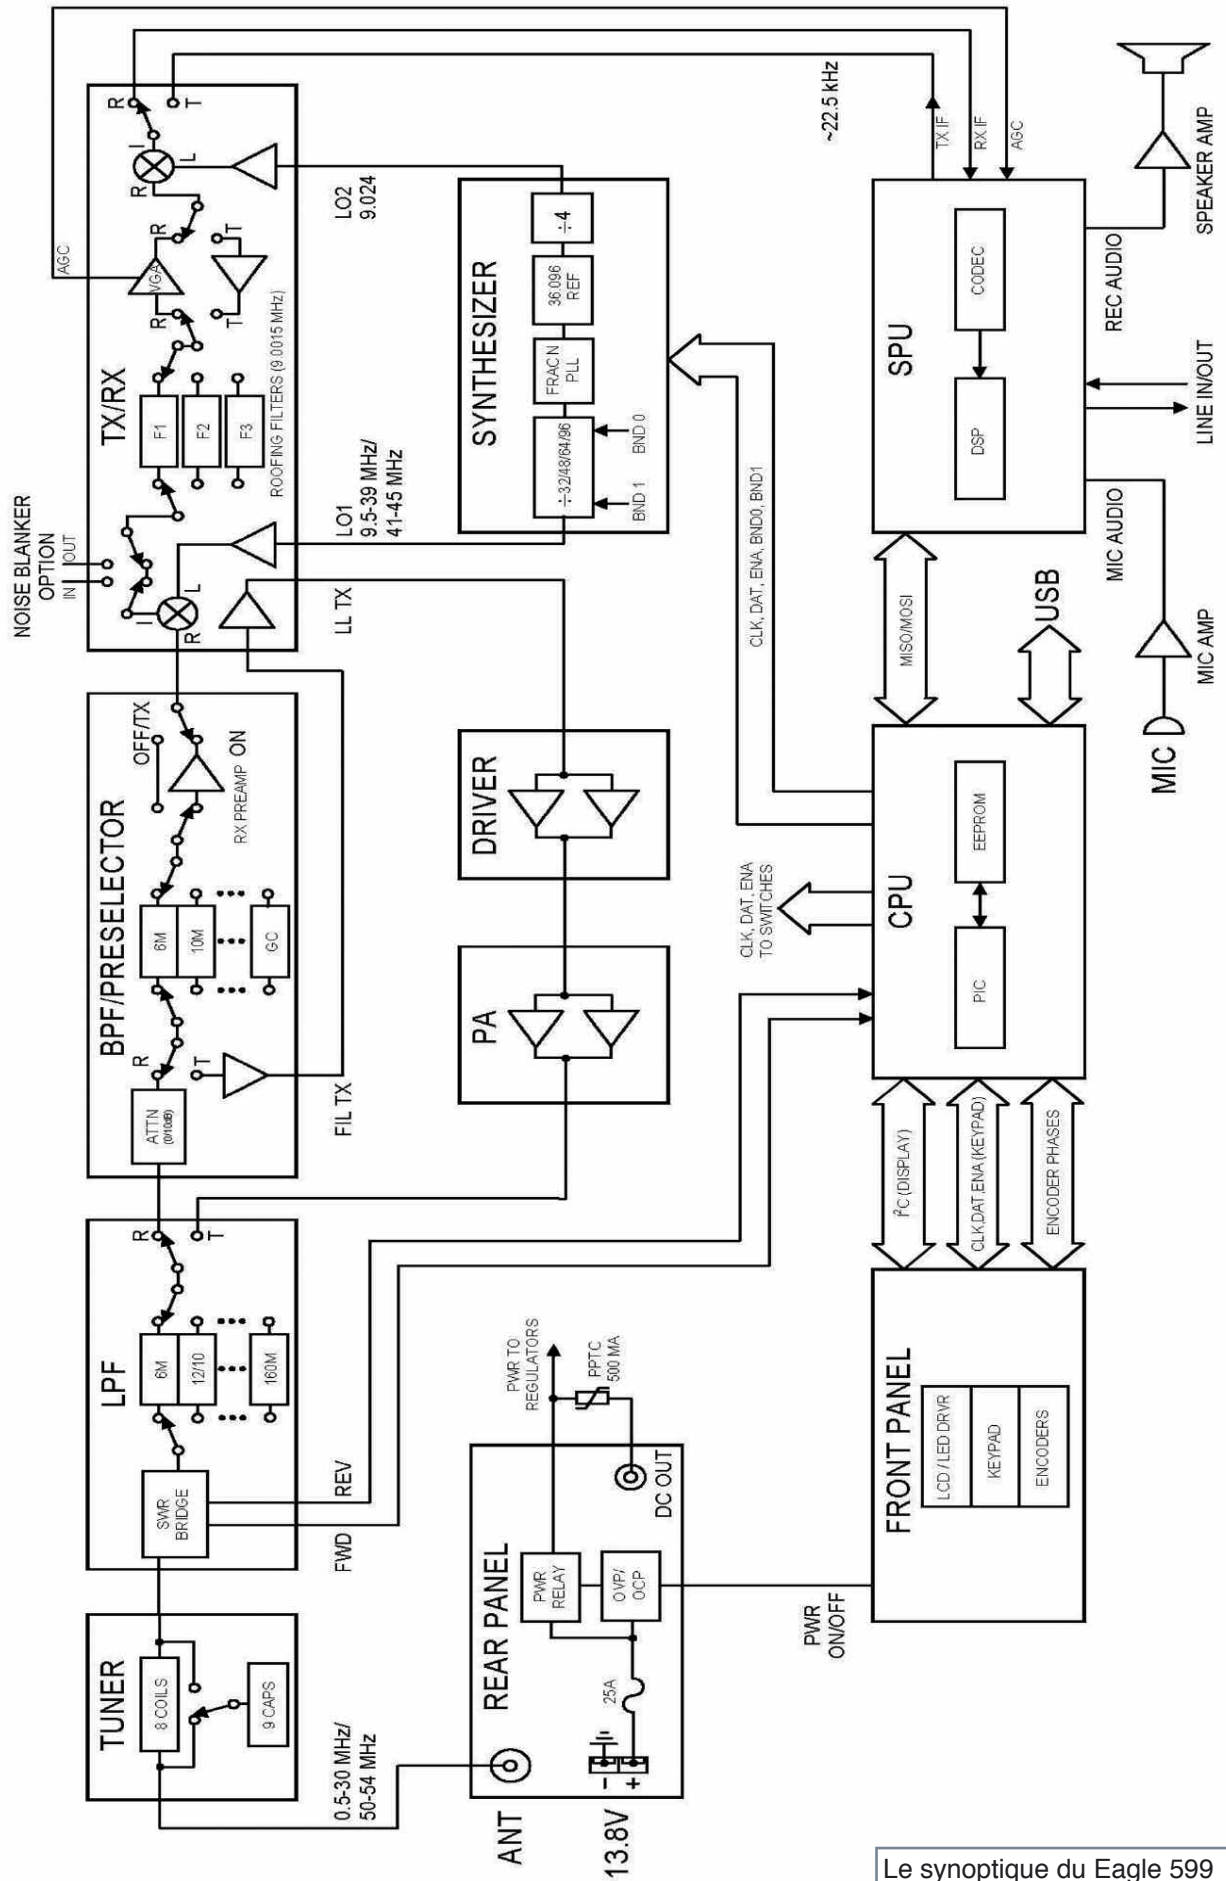 TUNER
8 COILS
9 CAPS
0.5-30 MHz/
50-54 MHz
LPF
SWR
BRIDGE
6M
12/10
160M
R
T
FWD
REV
BPF/PRESELECTOR
ATTN
(0/10dB)
R
T
6M
10M
GC
OFF/TX
RX PREAMP
ON
FIL TX
NOISE BLANKER
OPTION
IN
OUT
TX/RX
R
I
L
F1
F2
F3
ROOFING FILTERS (9.0015 MHz)
R
T
VGA
AGC
R
T
R
I
L
R
T
LL TX
LO1
9.5-39 MHz/
41-45 MHz
LO2
9.024
~22.5 kHz
REAR PANEL
ANT
13.8V
-
+
25A
PWR
RELAY
OVP/
OCP
DC OUT
PWR TO
REGULATORS
PPTC
500 MA
PWR
ON/OFF
PA
DRIVER
SYNTHESIZER
÷32/48/64/96
FRACN
PLL
36.096
REF
÷4
BND 1
BND 0
CLK, DAT, ENA
TO SWITCHES
CLK, DAT, ENA, BND0, BND1
FRONT PANEL
LCD / LED DRVR
KEYPAD
ENCODERS
I²C (DISPLAY)
CLK,DAT,ENA (KEYPAD)
ENCODER PHASES
CPU
PIC
EEPROM
MISO/MOSI
USB
SPU
DSP
CODEC
TX IF
RX IF
AGC
MIC
MIC AMP
MIC AUDIO
LINE IN/OUT
REC AUDIO
SPEAKER AMP
Le synoptique du Eagle 599